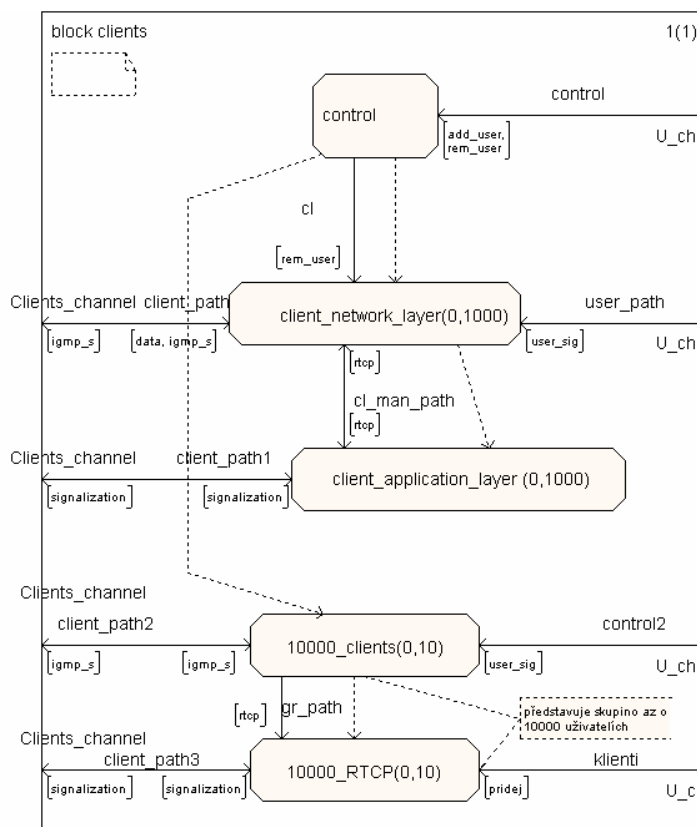 block clients
1(1)
control
control
U_ch
[add_user,
rem_user]
cl
[rem_user]
Clients_channel
client_path
client_network_layer(0,1000)
user_path
[igmp_s]
[data, igmp_s]
[user_sig]
U_ch
[rtcp]
cl_man_path
[rtcp]
Clients_channel
client_path1
client_application_layer (0,1000)
[signalization]
[signalization]
Clients_channel
client_path2
10000_clients(0,10)
control2
[igmp_s]
[igmp_s]
[user_sig]
U_ch
[rtcp]
gr_path
představuje skupino az o
10000 uživatelích
Clients_channel
client_path3
10000_RTCP(0,10)
klienti
[signalization]
[signalization]
[pridej]
U_c